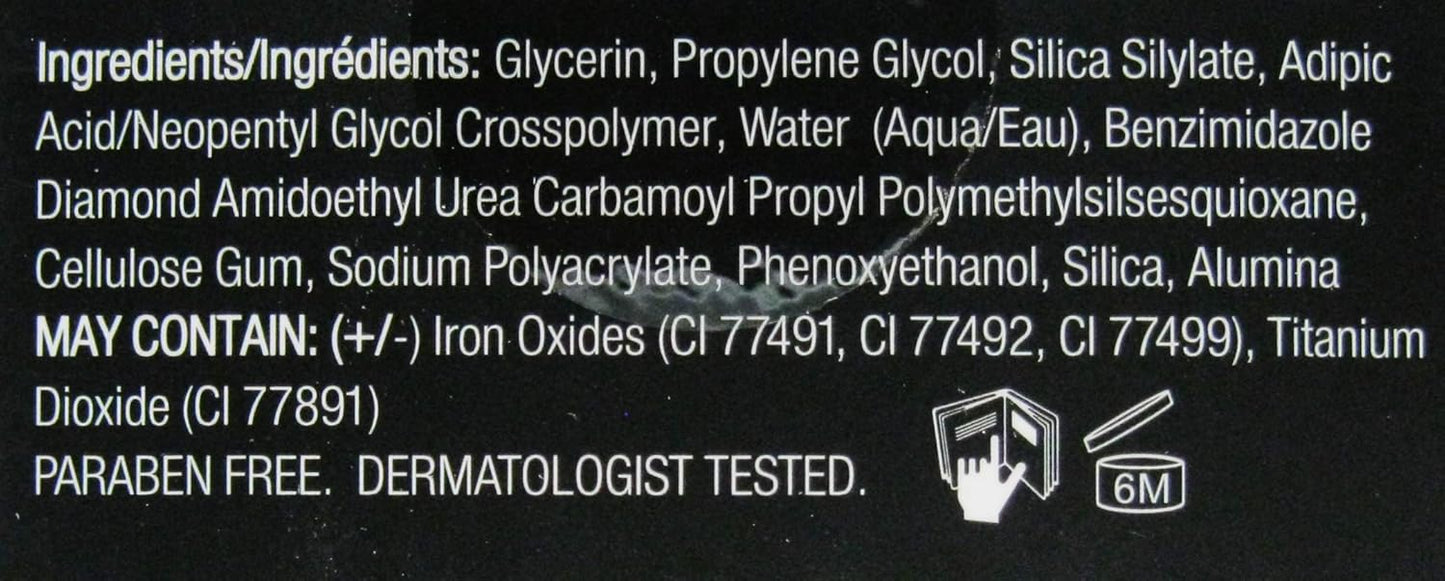 Ingredients/Ingrédients: Glycerin, Propylene Glycol, Silica Silylate, Adipic
Acid/Neopentyl Glycol Crosspolymer, Water (Aqua/Eau), Benzimidazole
Diamond Amidoethyl Urea Carbamoyl Propyl Polymethylsilsesquioxane,
Cellulose Gum, Sodium Polyacrylate, Phenoxyethanol, Silica, Alumina
MAY CONTAIN: (+/-) Iron Oxides (CI 77491, CI 77492, CI 77499), Titanium
Dioxide (CI 77891)
PARABEN FREE. DERMATOLOGIST TESTED.
6M